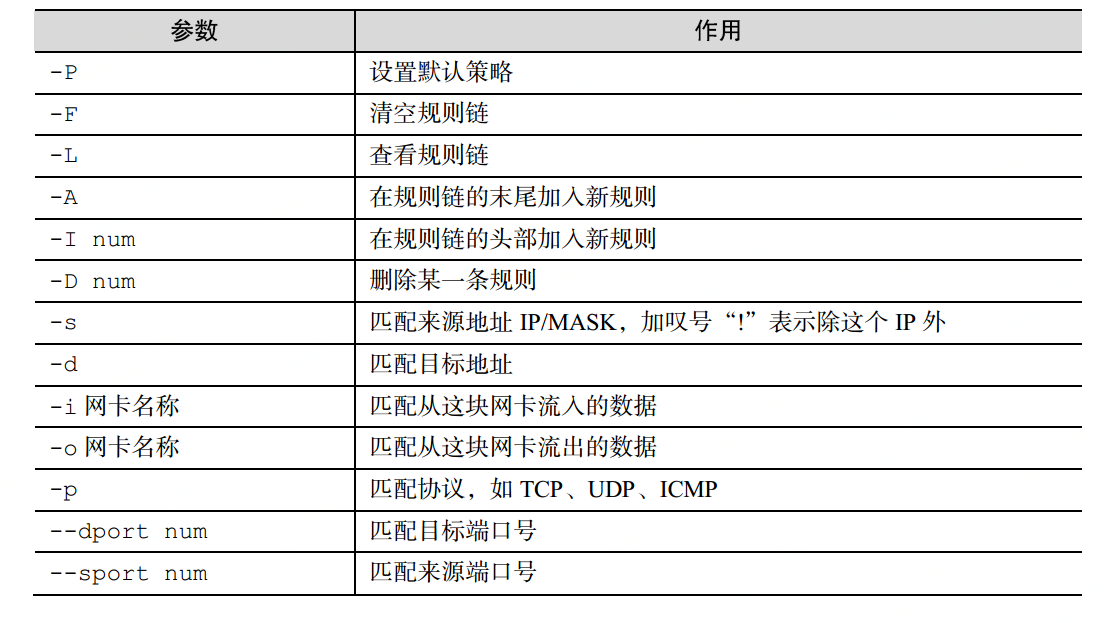 参数 作用
-P 设置默认策略
-F 清空规则链
-L 查看规则链
-A 在规则链的末尾加入新规则
-I num 在规则链的头部加入新规则
-D num 删除某一条规则
-s 匹配来源地址 IP/MASK，加叹号“!”表示除这个 IP 外
-d 匹配目标地址
-i 网卡名称 匹配从这块网卡流入的数据
-o 网卡名称 匹配从这块网卡流出的数据
-p 匹配协议，如 TCP、UDP、ICMP
--dport num 匹配目标端口号
--sport num 匹配来源端口号